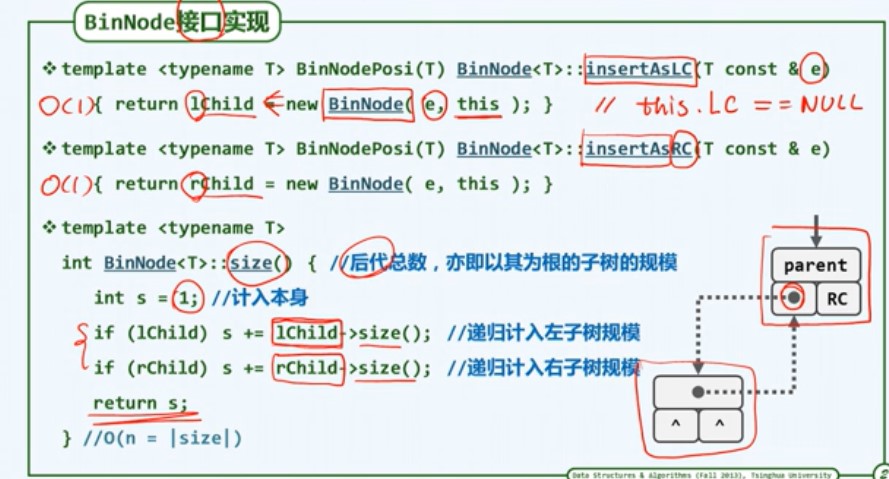 BinNode接口实现
❖ template <typename T> BinNodePosi(T) BinNode<T>::insertAsLC(T const & e)
O(1) { return lChild = new BinNode( e, this ); } // this.LC == NULL
❖ template <typename T> BinNodePosi(T) BinNode<T>::insertAsRC(T const & e)
O(1) { return rChild = new BinNode( e, this ); }
❖ template <typename T>
int BinNode<T>::size() { //后代总数，亦即以其为根的子树的规模
int s = 1; //计入本身
if (lChild) s += lChild->size(); //递归计入左子树规模
if (rChild) s += rChild->size(); //递归计入右子树规模
return s;
} //O(n = |size|)
parent
RC
^ ^
Data Structures & Algorithms (Fall 2013), Tsinghua University
2